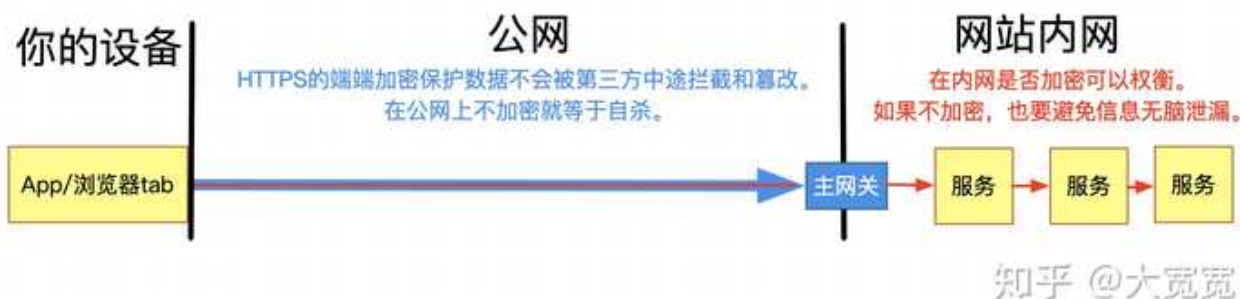 你的设备
公网
网站内网
HTTPS的端端加密保护数据不会被第三方中途拦截和篡改。
在公网上不加密就等于自杀。
在内网是否加密可以权衡。
如果不加密，也要避免信息无脑泄漏。
App/浏览器tab
主网关
服务
服务
服务
知乎 @大宽宽